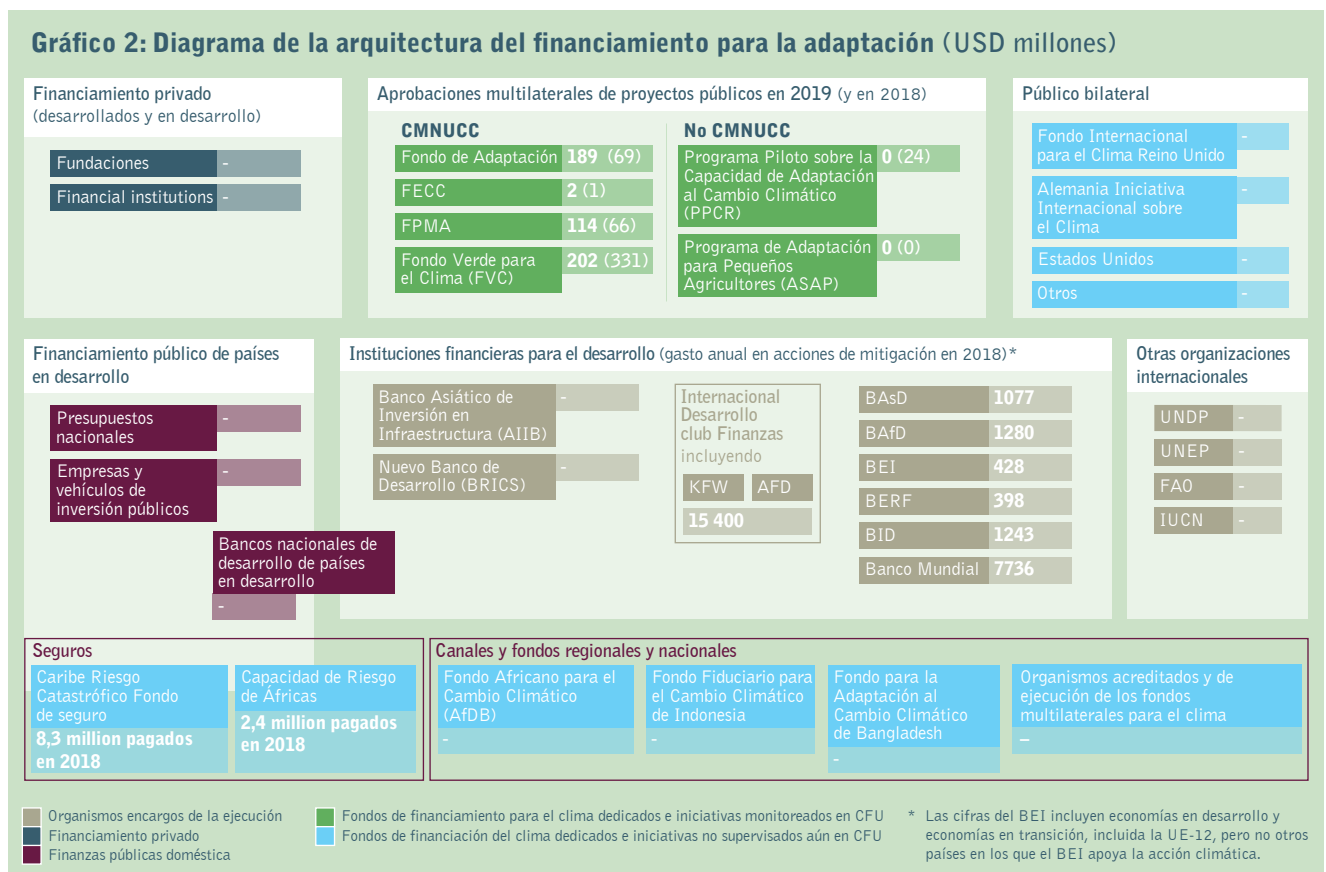 Gráfico 2: Diagrama de la arquitectura del financiamiento para la adaptación (USD millones)
Financiamiento privado
(desarrollados y en desarrollo)
Fundaciones -
Financial institutions -
Aprobaciones multilaterales de proyectos públicos en 2019 (y en 2018)
CMNUCC
Fondo de Adaptación 189 (69)
FECC 2 (1)
FPMA 114 (66)
Fondo Verde para 202 (331)
el Clima (FVC)
No CMNUCC
Programa Piloto sobre la 0 (24)
Capacidad de Adaptación
al Cambio Climático
(PPCR)
Programa de Adaptación 0 (0)
para Pequeños
Agricultores (ASAP)
Público bilateral
Fondo Internacional -
para el Clima Reino Unido
Alemania Iniciativa -
Internacional sobre
el Clima
Estados Unidos -
Otros -
Financiamiento público de países
en desarrollo
Presupuestos -
nacionales
Empresas y -
vehículos de
inversión públicos
Bancos nacionales de
desarrollo de países
en desarrollo
-
Instituciones financieras para el desarrollo (gasto anual en acciones de mitigación en 2018)*
Banco Asiático de -
Inversión en
Infraestructura (AIIB)
Nuevo Banco de -
Desarrollo (BRICS)
Internacional
Desarrollo
club Finanzas
incluyendo
KFW AFD
15 400
BAsD 1077
BAfD 1280
BEI 428
BERF 398
BID 1243
Banco Mundial 7736
Otras organizaciones
internacionales
UNDP -
UNEP -
FAO -
IUCN -
Seguros
Caribe Riesgo
Catastrófico Fondo
de seguro
8,3 million pagados
en 2018
Capacidad de Riesgo
de Áfricas
2,4 million pagados
en 2018
Canales y fondos regionales y nacionales
Fondo Africano para el
Cambio Climático
(AfDB)
-
Fondo Fiduciario para
el Cambio Climático
de Indonesia
-
Fondo para la
Adaptación al
Cambio Climático
de Bangladesh
-
Organismos acreditados y de
ejecución de los fondos
multilaterales para el clima
–
Organismos encargos de la ejecución
Financiamiento privado
Finanzas públicas doméstica
Fondos de financiamiento para el clima dedicados e iniciativas monitoreados en CFU
Fondos de financiación del clima dedicados e iniciativas no supervisados aún en CFU
* Las cifras del BEI incluyen economías en desarrollo y
economías en transición, incluida la UE-12, pero no otros
países en los que el BEI apoya la acción climática.